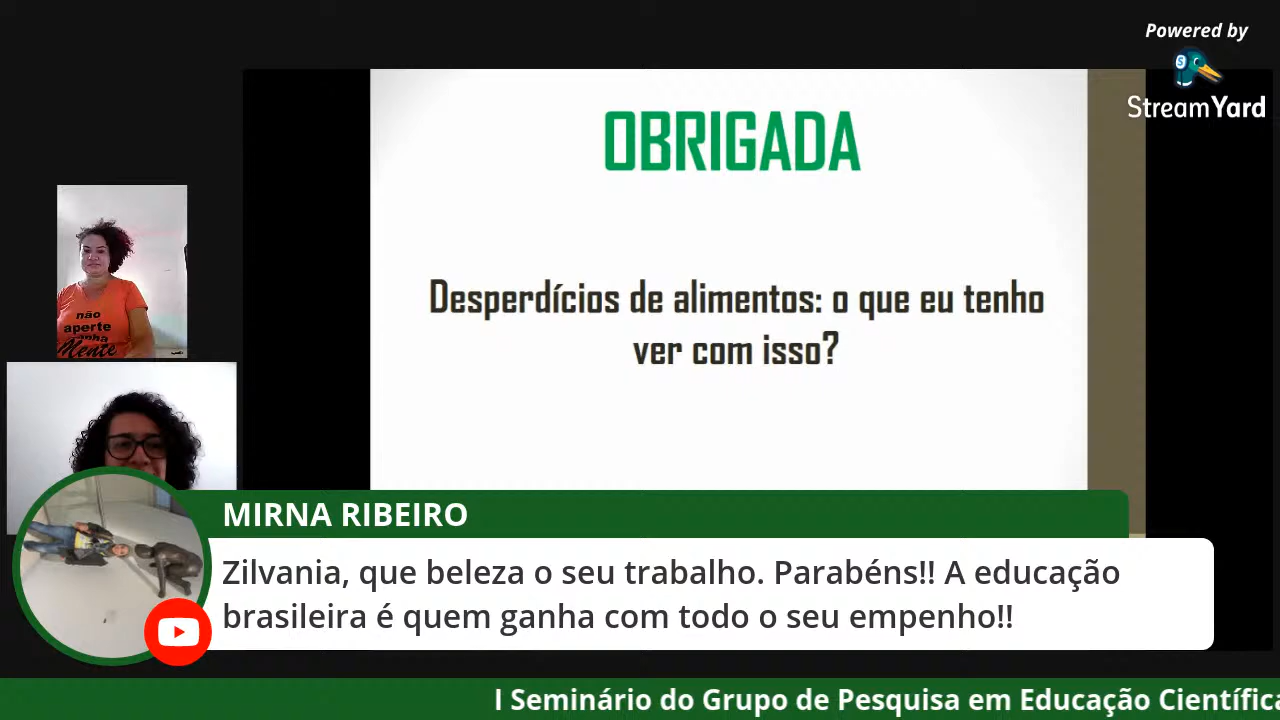 Powered by
StreamYard
OBRIGADA
Desperdícios de alimentos: o que eu tenho
ver com isso?
não
aperte
minha
Mente
MIRNA RIBEIRO
Zilvania, que beleza o seu trabalho. Parabéns!! A educação
brasileira é quem ganha com todo o seu empenho!!
I Seminário do Grupo de Pesquisa em Educação Científica